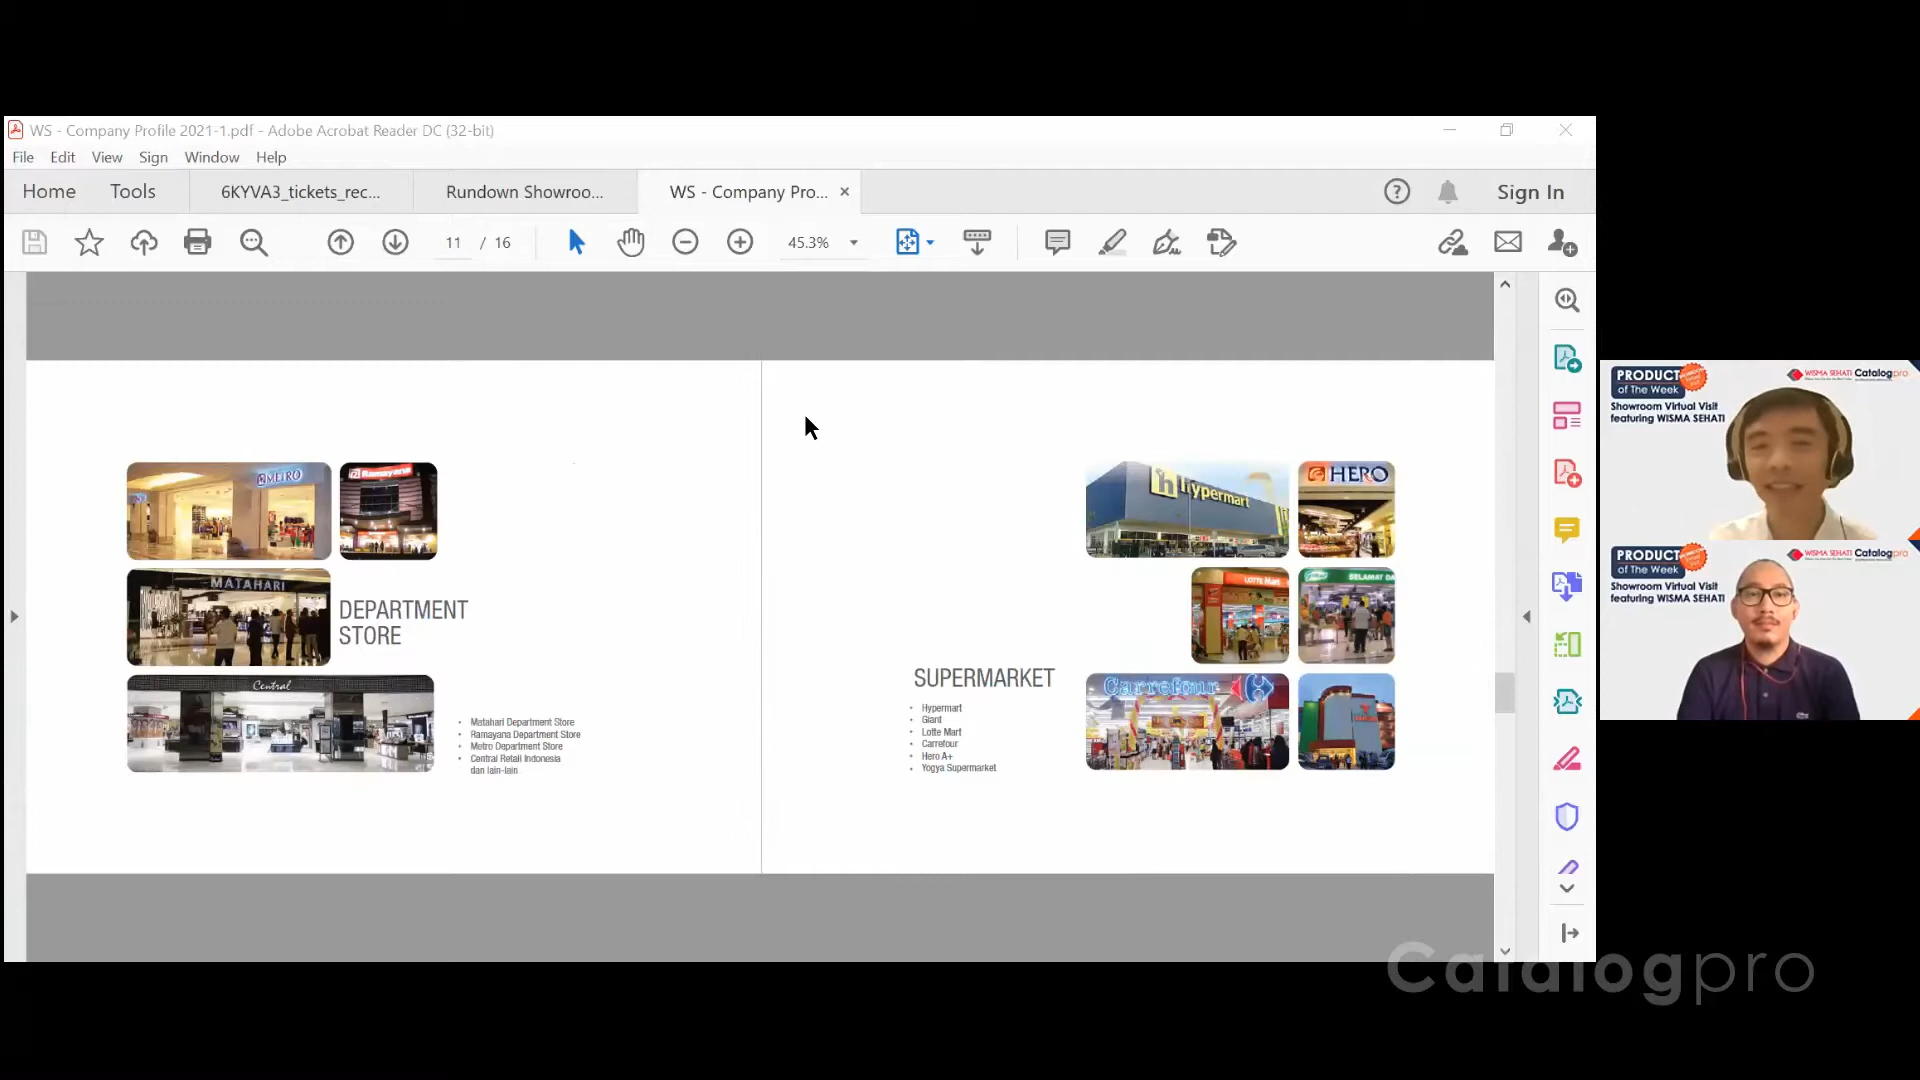 WS - Company Profile 2021-1.pdf - Adobe Acrobat Reader DC (32-bit)
File Edit View Sign Window Help
Home Tools 6KYVA3_tickets_rec... Rundown Showroo... WS - Company Pro... × Sign In
11 / 16 45.3%
METRO
Ramayana
MATAHARI
DEPARTMENT
STORE
Central
• Matahari Department Store
• Ramayana Department Store
• Metro Department Store
• Central Retail Indonesia
dan lain-lain
hypermart
HERO
LOTTE Mart
SELAMAT DA
SUPERMARKET
Carrefour
• Hypermart
• Giant
• Lotte Mart
• Carrefour
• Hero A+
• Yogya Supermarket
PRODUCT
of The Week
WISMA SEHATI Catalogpro
Showroom Virtual Visit
featuring WISMA SEHATI
PRODUCT
of The Week
WISMA SEHATI Catalogpro
Showroom Virtual Visit
featuring WISMA SEHATI
Catalogpro